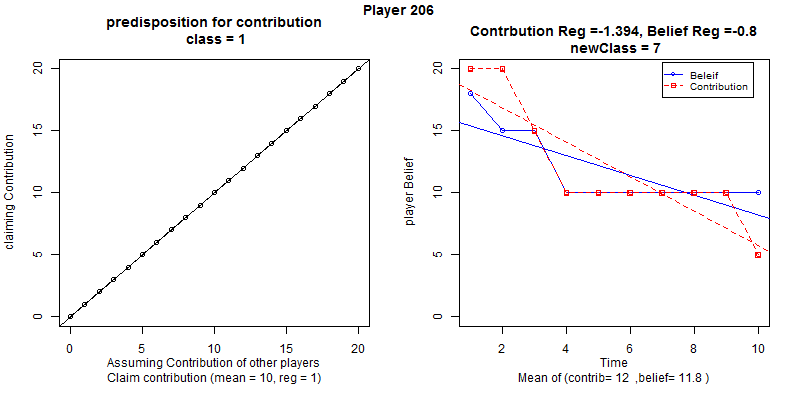 Player 206
predisposition for contribution
class = 1
claiming Contribution
0
5
10
15
20
0
5
10
15
20
Assuming Contribution of other players
Claim contribution (mean = 10, reg = 1)
Contrbution Reg =-1.394, Belief Reg =-0.8
newClass = 7
Beleif
Contribution
player Belief
0
5
10
15
20
2
4
6
8
10
Time
Mean of (contrib= 12 ,belief= 11.8 )